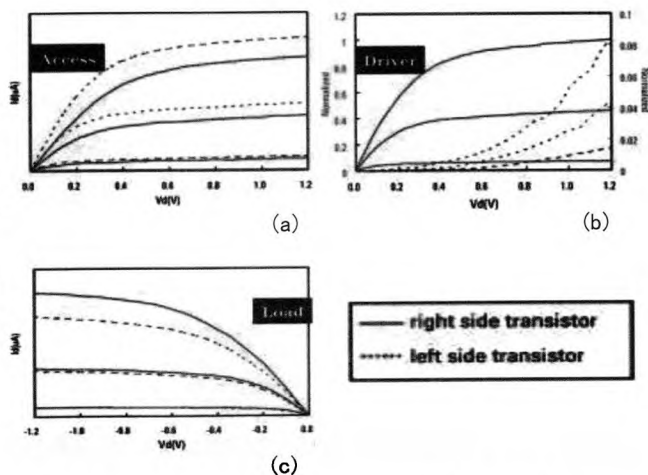 Access
Id(uA)
0.0 0.2 0.4 0.6 0.8 1.0 1.2
Vd(V)
(a)
Driver
Normalized
1.2
1
0.8
0.6
0.4
0.2
0
0.1
0.08
0.06
0.04
0.02
0
Normalized
0.0 0.2 0.4 0.6 0.8 1.0 1.2
Vd(V)
(b)
Load
Id(uA)
-1.2 -1.0 -0.8 -0.6 -0.4 -0.2 0.0
Vd(V)
(c)
right side transistor
left side transistor